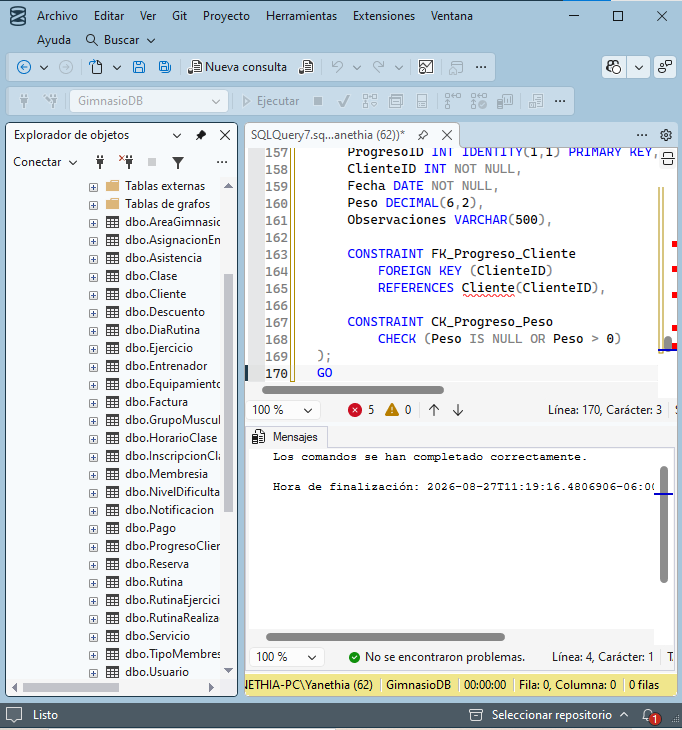 Archivo Editar Ver Git Proyecto Herramientas Extensiones Ventana
Ayuda Buscar
Nueva consulta
GimnasioDB Ejecutar
Explorador de objetos
Conectar
Tablas externas
Tablas de grafos
dbo.AreaGimnasio
dbo.AsignacionEn
dbo.Asistencia
dbo.Clase
dbo.Cliente
dbo.Descuento
dbo.DiaRutina
dbo.Ejercicio
dbo.Entrenador
dbo.Equipamiento
dbo.Factura
dbo.GrupoMuscul
dbo.HorarioClase
dbo.InscripcionCla
dbo.Membresia
dbo.NivelDificulta
dbo.Notificacion
dbo.Pago
dbo.ProgresoClien
dbo.Reserva
dbo.Rutina
dbo.RutinaEjercici
dbo.RutinaRealiza
dbo.Servicio
dbo.TipoMembres
dbo.Usuario
SQLQuery7.sq...anethia (62))*
157 ProgresoID INT IDENTITY(1,1) PRIMARY KEY,
158 ClienteID INT NOT NULL,
159 Fecha DATE NOT NULL,
160 Peso DECIMAL(6,2),
161 Observaciones VARCHAR(500),
162
163 CONSTRAINT FK_Progreso_Cliente
164 FOREIGN KEY (ClienteID)
165 REFERENCES Cliente(ClienteID),
166
167 CONSTRAINT CK_Progreso_Peso
168 CHECK (Peso IS NULL OR Peso > 0)
169 );
170 GO
100 % 5 0 Línea: 170, Carácter: 3
Mensajes
Los comandos se han completado correctamente.
Hora de finalización: 2026-08-27T11:19:16.4806906-06:00
100 % No se encontraron problemas. Línea: 4, Carácter: 1
NETHIA-PC\Yanethia (62) GimnasioDB 00:00:00 Fila: 0, Columna: 0 0 filas
Listo Seleccionar repositorio 1